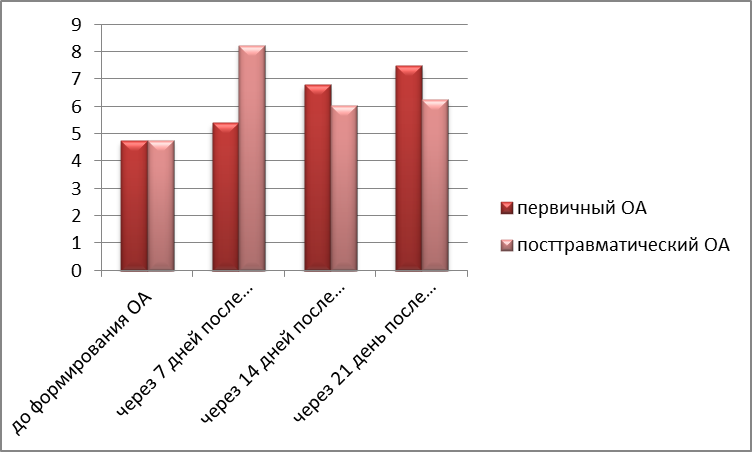 9
8
7
6
5
4
3
2
1
0
до формирования ОА
через 7 дней после...
через 14 дней после...
через 21 день после...
первичный ОА
посттравматический ОА